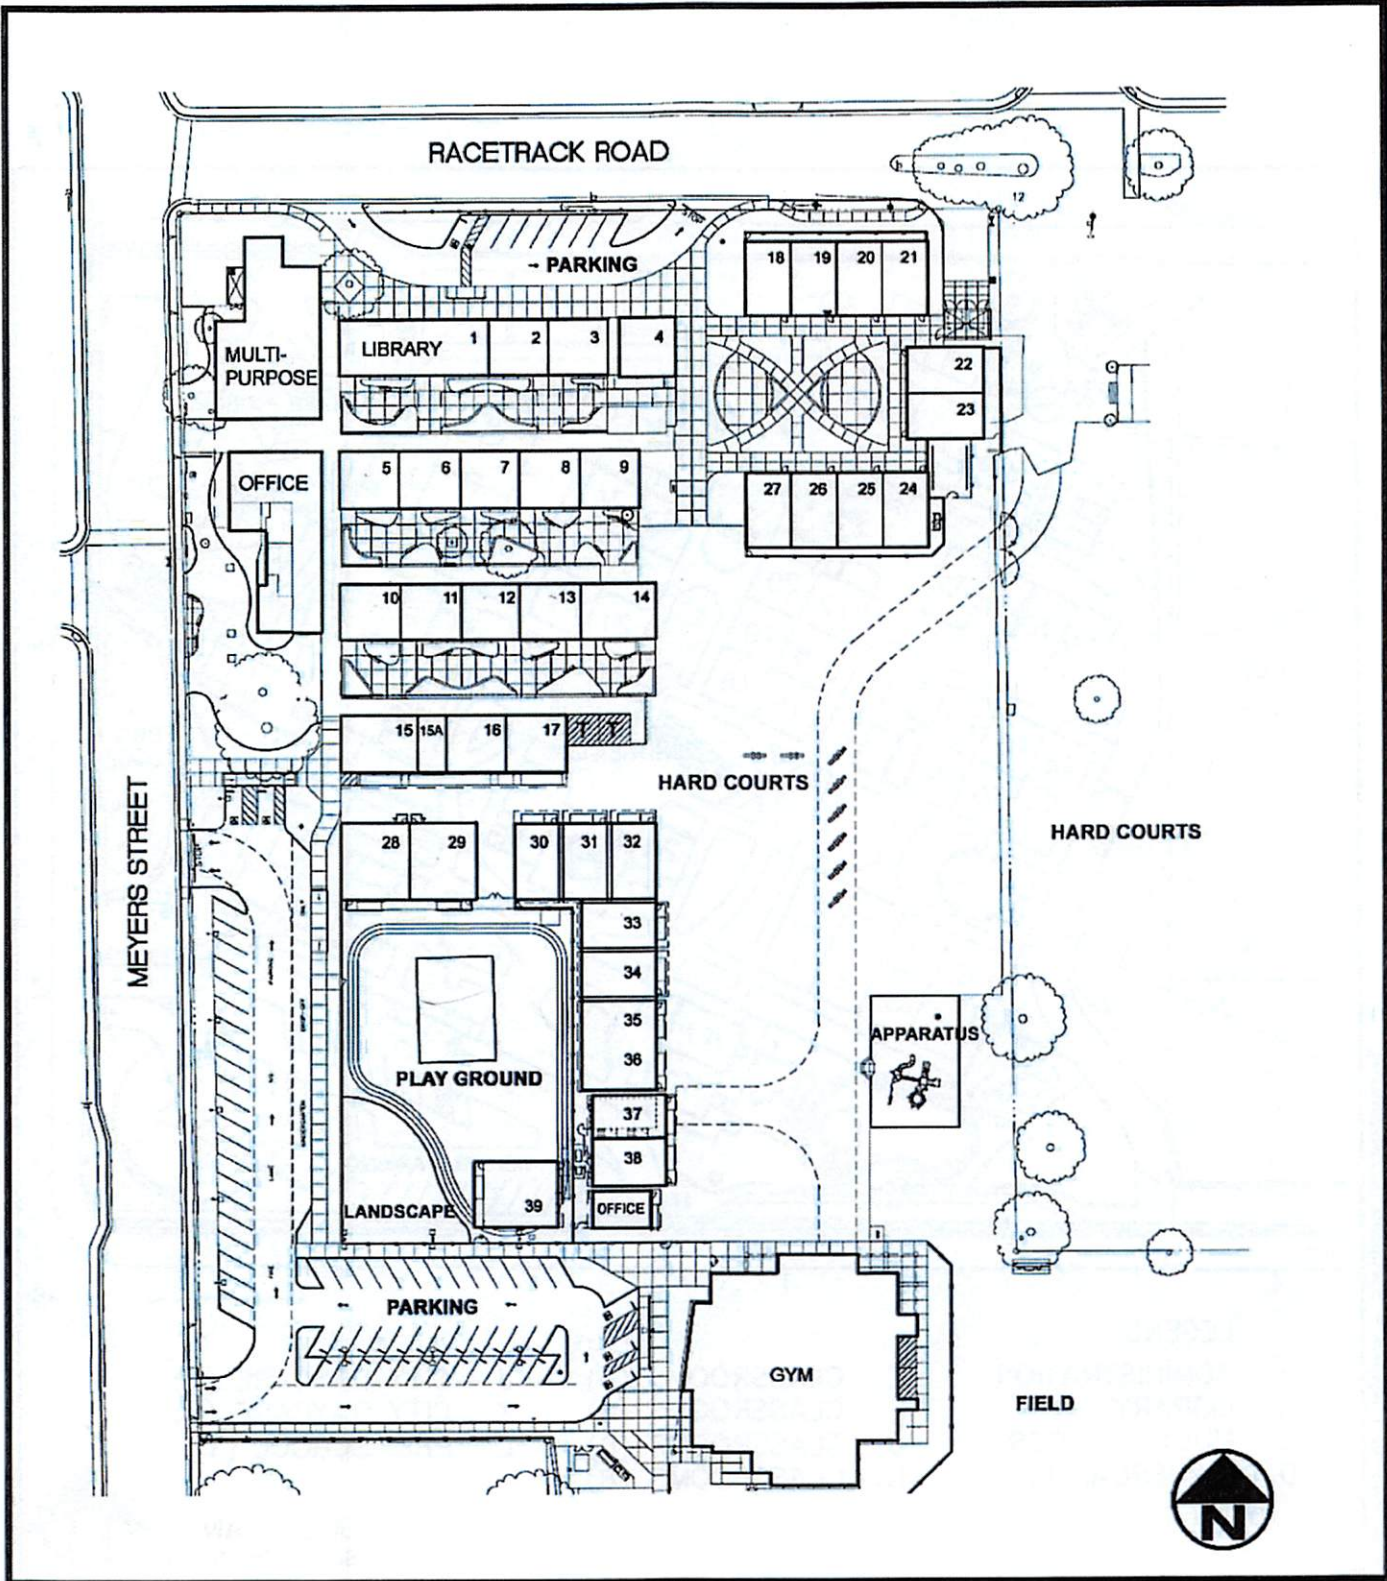 RACETRACK ROAD
12
STOP
PARKING
18 19 20 21
LIBRARY 1 2 3 4
MULTI-
PURPOSE
22
23
5 6 7 8 9
OFFICE
27 26 25 24
10 11 12 13 14
15 15A 16 17
T T
HARD COURTS
HARD COURTS
MEYERS STREET
28 29 30 31 32
33
34
35
36
APPARATUS
PLAY GROUND
37
38
39
LANDSCAPE
OFFICE
PARKING
GYM
FIELD
N